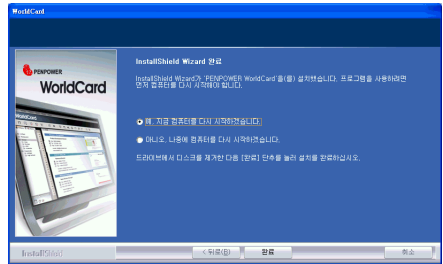 WorldCard
InstallShield Wizard 완료
InstallShield Wizard가 'PENPOWER WorldCard'을(를) 설치했습니다. 프로그램을 사용하려면
먼저 컴퓨터를 다시 시작해야 합니다.
PENPOWER
WorldCard
예, 지금 컴퓨터를 다시 시작하겠습니다.
아니오, 나중에 컴퓨터를 다시 시작하겠습니다.
드라이브에서 디스크를 제거한 다음 [완료] 단추를 눌러 설치를 완료하십시오.
InstallShield
< 뒤로(B)
완료
취소